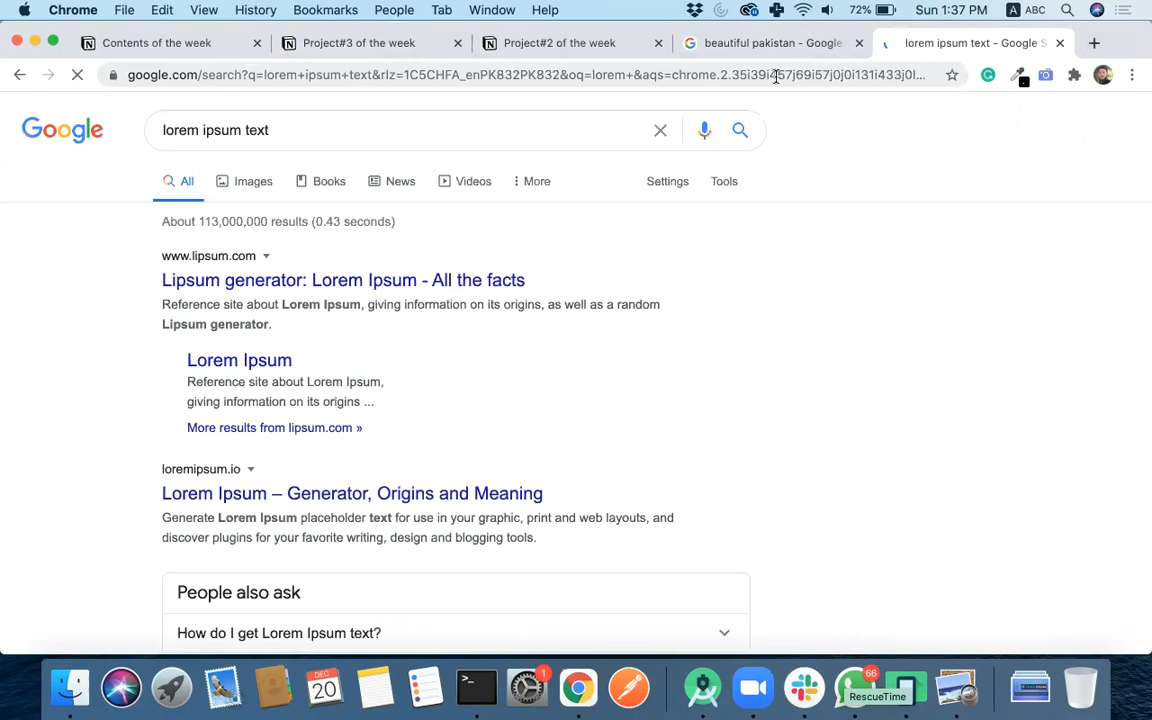 Chrome File Edit View History Bookmarks People Tab Window Help 72% Sun 1:37 PM A ABC
Contents of the week Project#3 of the week Project#2 of the week beautiful pakistan - Google lorem ipsum text - Google S
google.com/search?q=lorem+ipsum+text&rlz=1C5CHFA_enPK832PK832&oq=lorem+&aqs=chrome.2.35i39i457j69i57j0j0i131i433j0l...
Google lorem ipsum text
All Images Books News Videos More Settings Tools
About 113,000,000 results (0.43 seconds)
www.lipsum.com
Lipsum generator: Lorem Ipsum - All the facts
Reference site about Lorem Ipsum, giving information on its origins, as well as a random
Lipsum generator.
Lorem Ipsum
Reference site about Lorem Ipsum,
giving information on its origins ...
More results from lipsum.com »
loremipsum.io
Lorem Ipsum – Generator, Origins and Meaning
Generate Lorem Ipsum placeholder text for use in your graphic, print and web layouts, and
discover plugins for your favorite writing, design and blogging tools.
People also ask
How do I get Lorem Ipsum text?
DEC
20
1
66
RescueTime